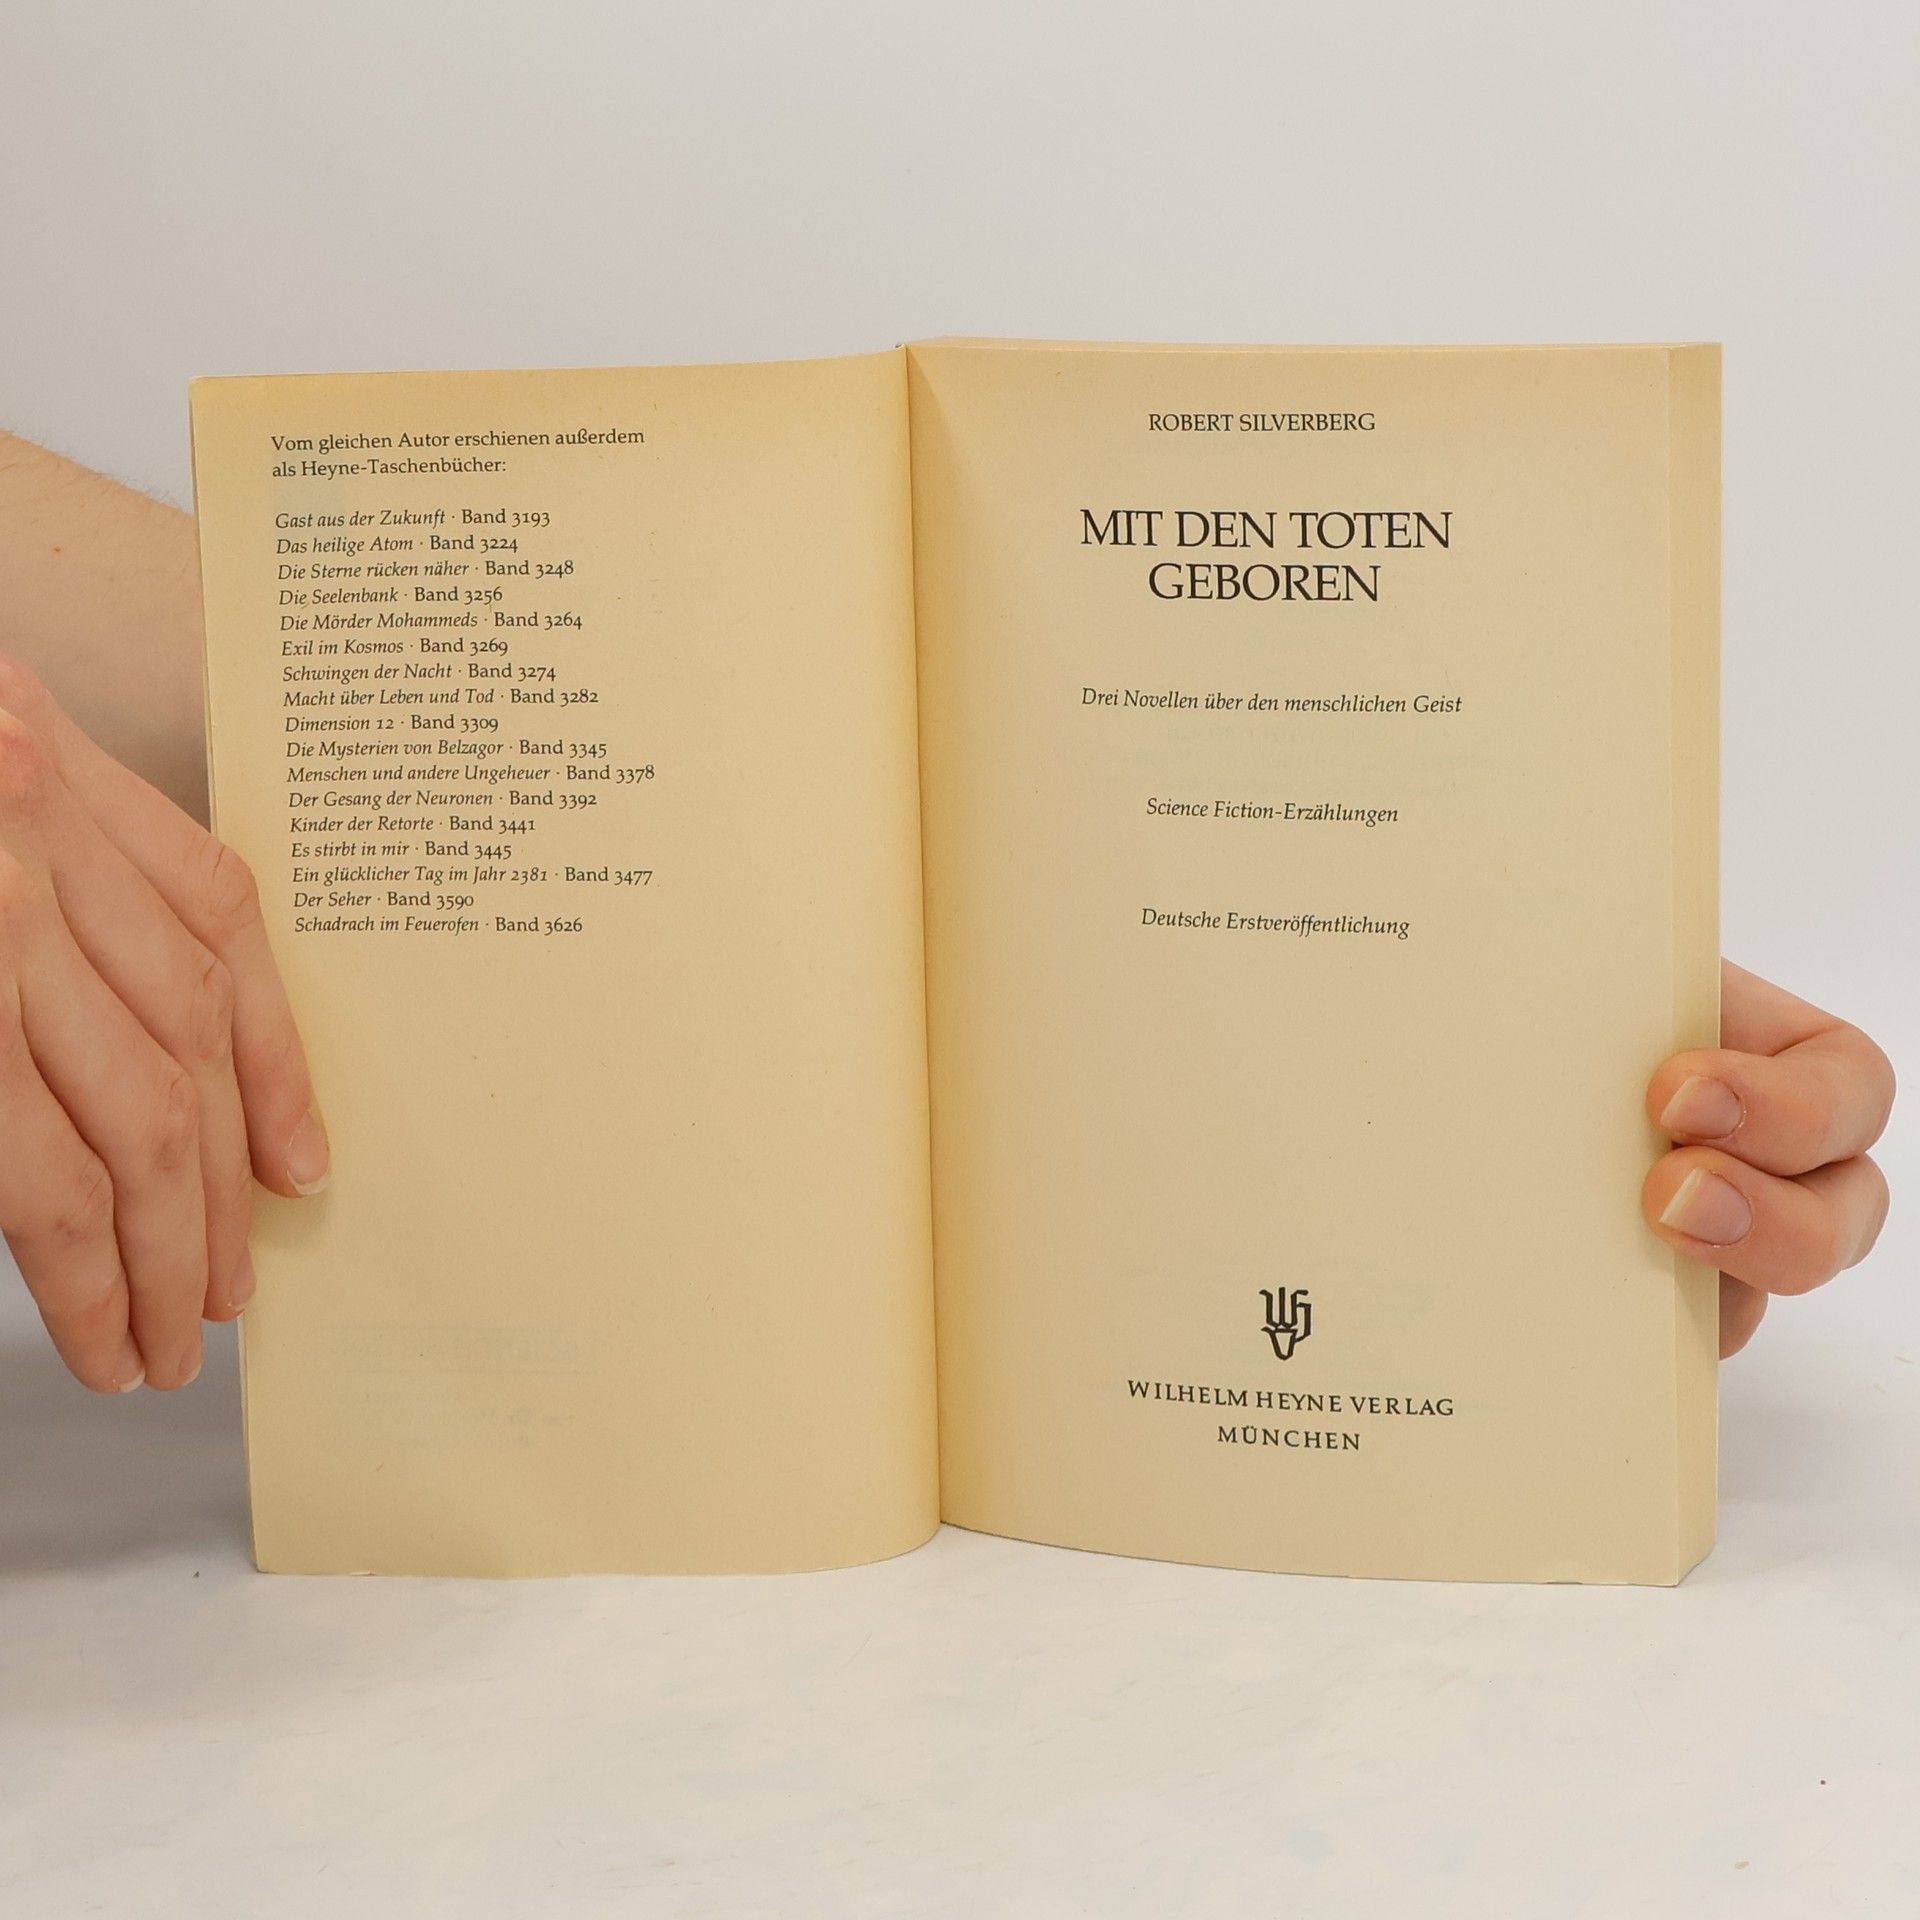 Vom gleichen Autor erschienen außerdem
als Heyne-Taschenbücher:
Gast aus der Zukunft · Band 3193
Das heilige Atom · Band 3224
Die Sterne rücken näher · Band 3248
Die Seelenbank · Band 3256
Die Mörder Mohammeds · Band 3264
Exil im Kosmos · Band 3269
Schwingen der Nacht · Band 3274
Macht über Leben und Tod · Band 3282
Dimension 12 · Band 3309
Die Mysterien von Belzagor · Band 3345
Menschen und andere Ungeheuer · Band 3378
Der Gesang der Neuronen · Band 3392
Kinder der Retorte · Band 3441
Es stirbt in mir · Band 3445
Ein glücklicher Tag im Jahr 2381 · Band 3477
Der Seher · Band 3590
Schadrach im Feuerofen · Band 3626
ROBERT SILVERBERG
MIT DEN TOTEN
GEBOREN
Drei Novellen über den menschlichen Geist
Science Fiction-Erzählungen
Deutsche Erstveröffentlichung
WHV
WILHELM HEYNE VERLAG
MÜNCHEN